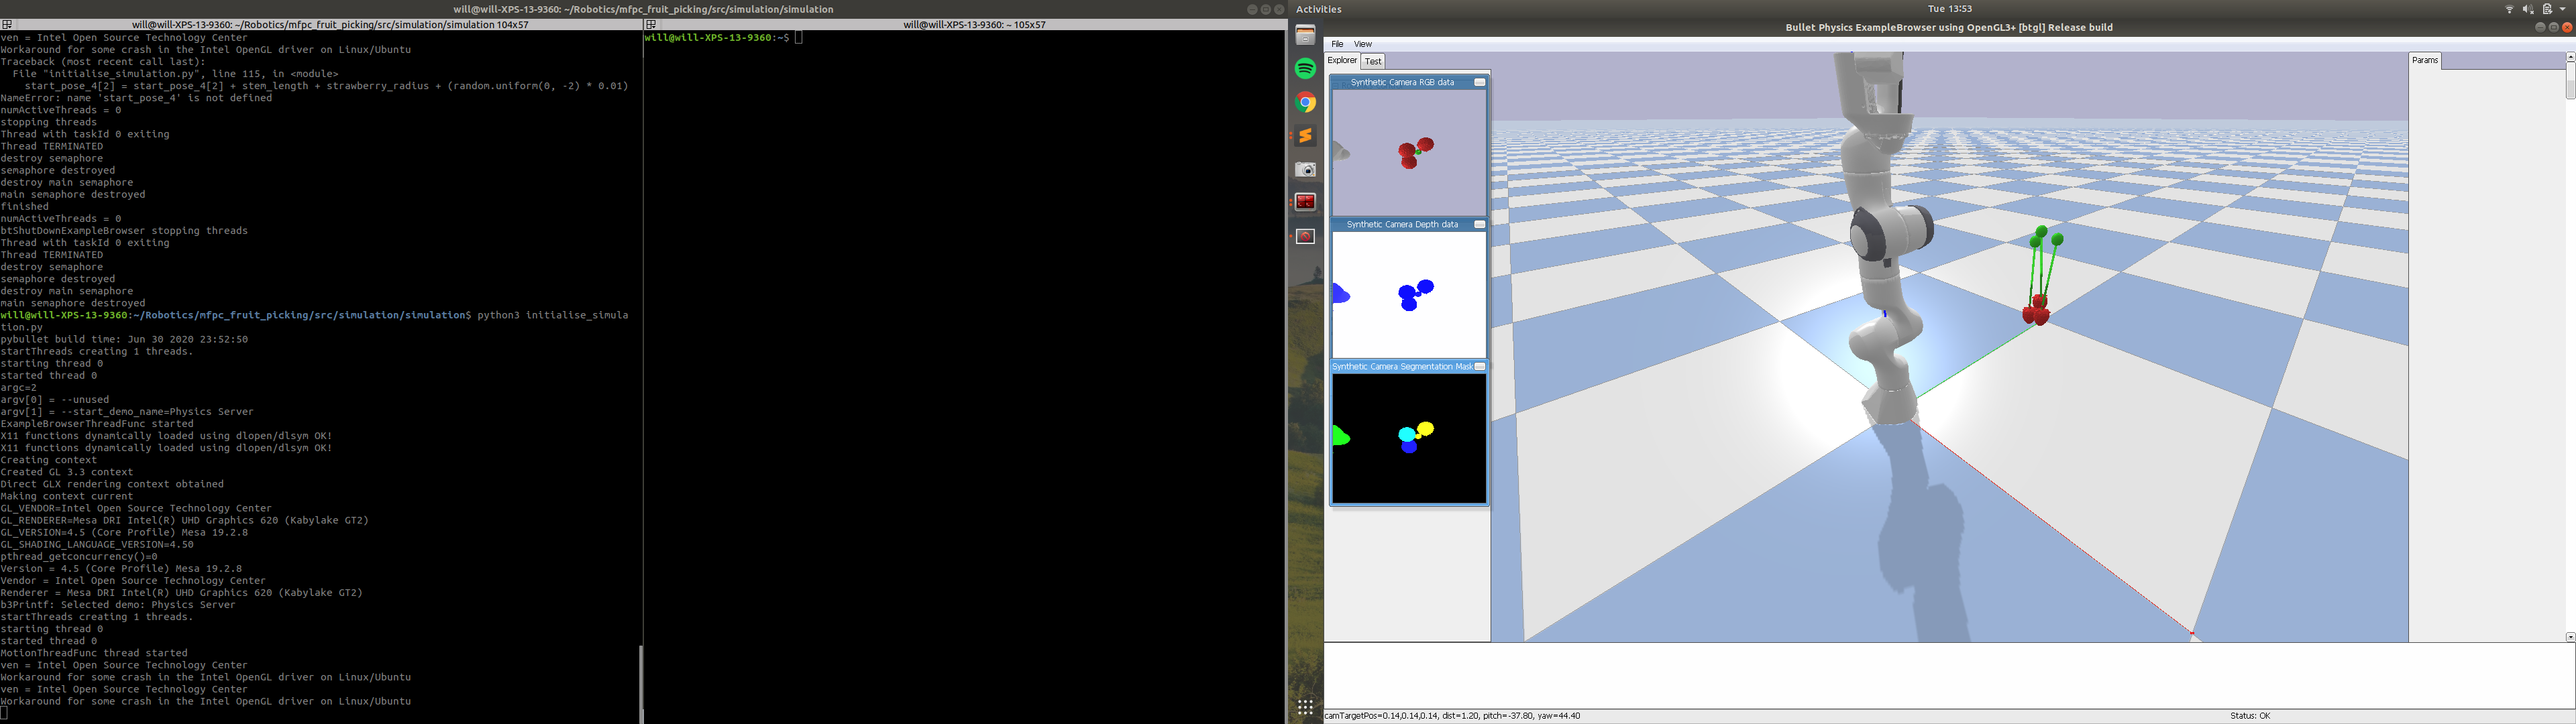 will@will-XPS-13-9360: ~/Robotics/mfpc_fruit_picking/src/simulation/simulation
will@will-XPS-13-9360: ~/Robotics/mfpc_fruit_picking/src/simulation/simulation 104x57
ven = Intel Open Source Technology Center
Workaround for some crash in the Intel OpenGL driver on Linux/Ubuntu
Traceback (most recent call last):
  File "initialise_simulation.py", line 115, in <module>
    start_pose_4[2] = start_pose_4[2] + stem_length + strawberry_radius + (random.uniform(0, -2) * 0.01)
NameError: name 'start_pose_4' is not defined
numActiveThreads = 0
stopping threads
Thread with taskId 0 exiting
Thread TERMINATED
destroy semaphore
semaphore destroyed
destroy main semaphore
main semaphore destroyed
finished
numActiveThreads = 0
btShutDownExampleBrowser stopping threads
Thread with taskId 0 exiting
Thread TERMINATED
destroy semaphore
semaphore destroyed
destroy main semaphore
main semaphore destroyed
will@will-XPS-13-9360:~/Robotics/mfpc_fruit_picking/src/simulation/simulation$ python3 initialise_simula
tion.py
pybullet build time: Jun 30 2020 23:52:50
startThreads creating 1 threads.
starting thread 0
started thread 0
argc=2
argv[0] = --unused
argv[1] = --start_demo_name=Physics Server
ExampleBrowserThreadFunc started
X11 functions dynamically loaded using dlopen/dlsym OK!
X11 functions dynamically loaded using dlopen/dlsym OK!
Creating context
Created GL 3.3 context
Direct GLX rendering context obtained
Making context current
GL_VENDOR=Intel Open Source Technology Center
GL_RENDERER=Mesa DRI Intel(R) UHD Graphics 620 (Kabylake GT2)
GL_VERSION=4.5 (Core Profile) Mesa 19.2.8
GL_SHADING_LANGUAGE_VERSION=4.50
pthread_getconcurrency()=0
Version = 4.5 (Core Profile) Mesa 19.2.8
Vendor = Intel Open Source Technology Center
Renderer = Mesa DRI Intel(R) UHD Graphics 620 (Kabylake GT2)
b3Printf: Selected demo: Physics Server
startThreads creating 1 threads.
starting thread 0
started thread 0
MotionThreadFunc thread started
ven = Intel Open Source Technology Center
Workaround for some crash in the Intel OpenGL driver on Linux/Ubuntu
ven = Intel Open Source Technology Center
Workaround for some crash in the Intel OpenGL driver on Linux/Ubuntu
will@will-XPS-13-9360: ~ 105x57
will@will-XPS-13-9360:~$
Activities
Tue 13:53
Bullet Physics ExampleBrowser using OpenGL3+ [btgl] Release build
File View
Explorer Test
Synthetic Camera RGB data
Synthetic Camera Depth data
Synthetic Camera Segmentation Mask
Params
camTargetPos=0.14,0.14,0.14, dist=1.20, pitch=-37.80, yaw=44.40
Status: OK